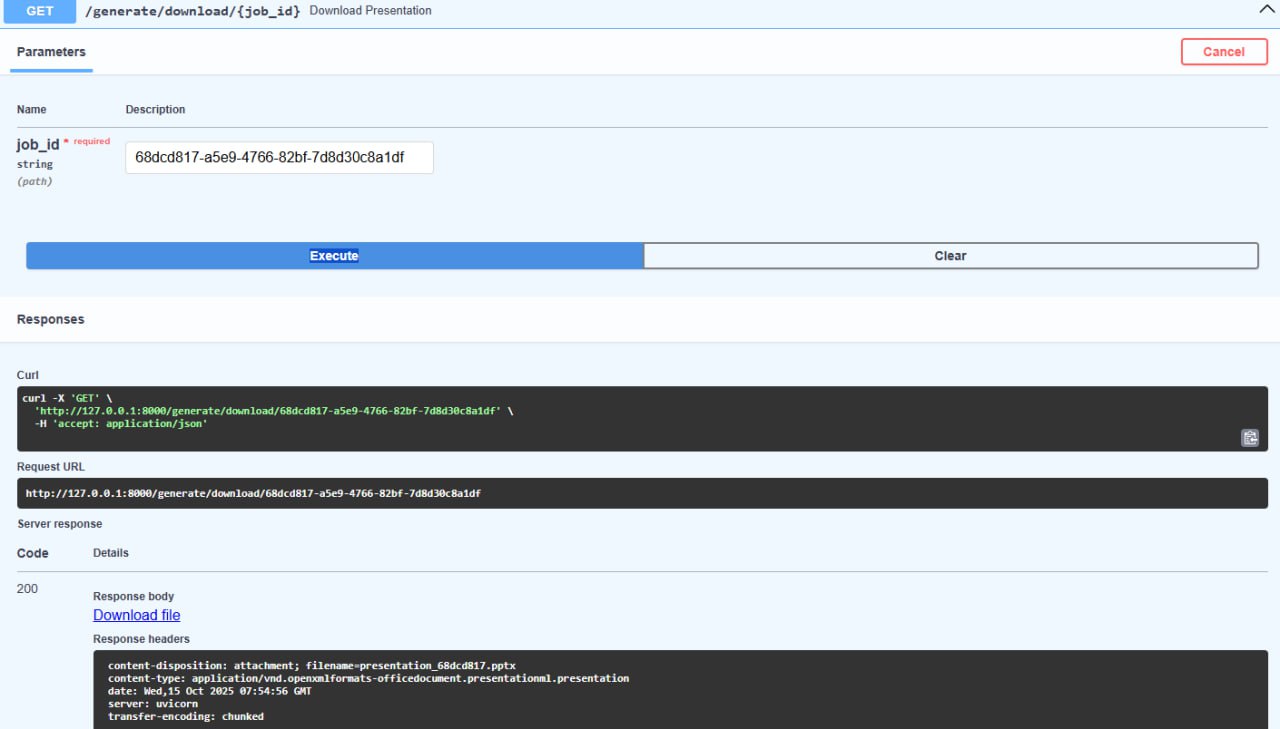 GET /generate/download/{job_id} Download Presentation
Parameters
Cancel
Name Description
job_id * required
string
(path)
68dcd817-a5e9-4766-82bf-7d8d30c8a1df
Execute
Clear
Responses
Curl
curl -X 'GET' \
'http://127.0.0.1:8000/generate/download/68dcd817-a5e9-4766-82bf-7d8d30c8a1df' \
-H 'accept: application/json'
Request URL
http://127.0.0.1:8000/generate/download/68dcd817-a5e9-4766-82bf-7d8d30c8a1df
Server response
Code Details
200
Response body
Download file
Response headers
content-disposition: attachment; filename=presentation_68dcd817.pptx
content-type: application/vnd.openxmlformats-officedocument.presentationml.presentation
date: Wed,15 Oct 2025 07:54:56 GMT
server: uvicorn
transfer-encoding: chunked